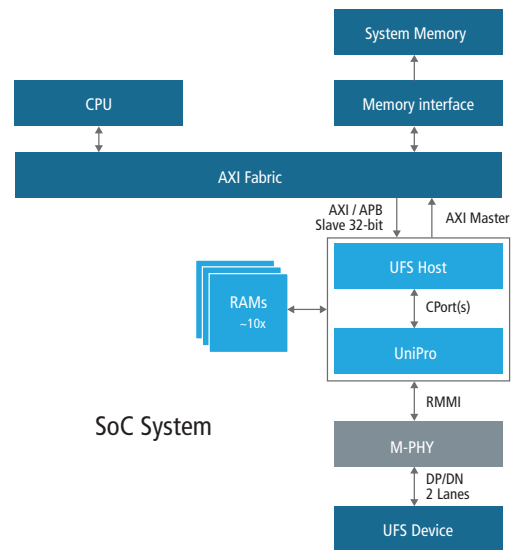 System Memory
CPU
Memory interface
AXI Fabric
AXI / APB
Slave 32-bit
AXI Master
UFS Host
RAMs
~10x
CPort(s)
UniPro
RMMI
SoC System
M-PHY
DP/DN
2 Lanes
UFS Device